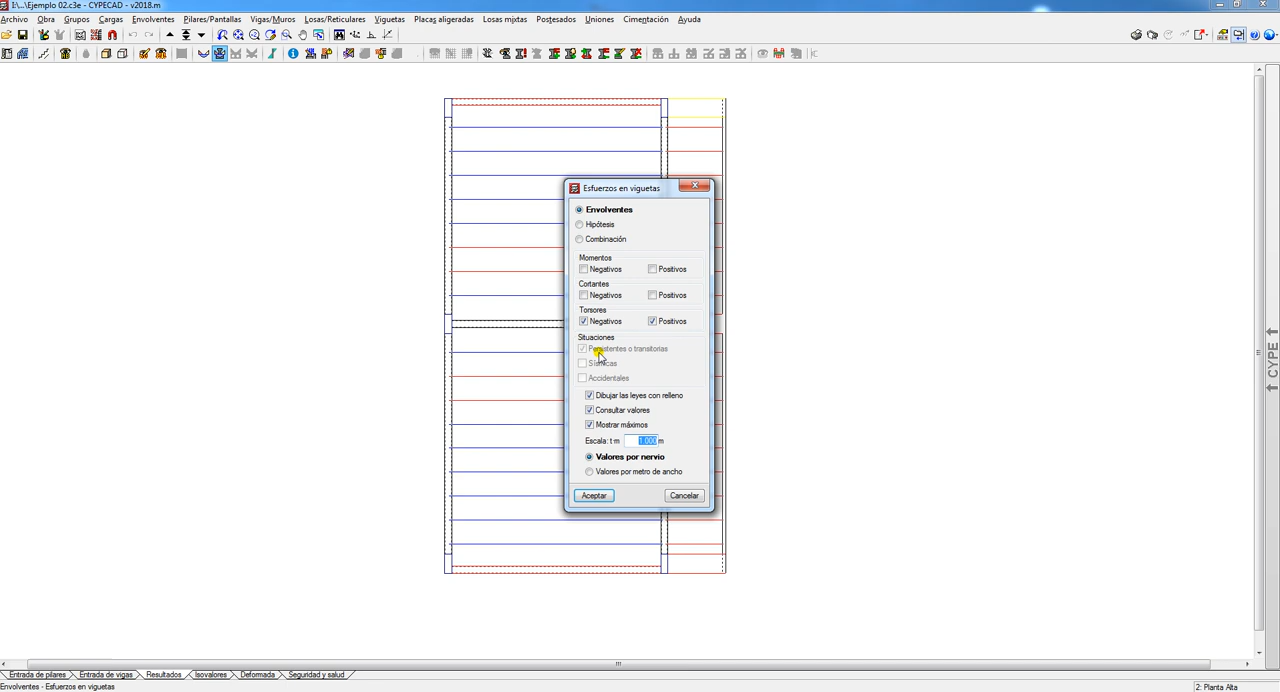 I:\...\Ejemplo 02.c3e - CYPECAD - v2018.m
Archivo Obra Grupos Cargas Envolventes Pilares/Pantallas Vigas/Muros Losas/Reticulares Viguetas Placas aligeradas Losas mixtas Postesados Uniones Cimentación Ayuda
Esfuerzos en viguetas
Envolventes
Hipótesis
Combinación
Momentos
Negativos Positivos
Cortantes
Negativos Positivos
Torsores
Negativos Positivos
Situaciones
Persistentes o transitorias
Sísmicas
Accidentales
Dibujar las leyes con relleno
Consultar valores
Mostrar máximos
Escala: t·m 1.000 m
Valores por nervio
Valores por metro de ancho
Aceptar Cancelar
CYPE
Entrada de pilares Entrada de vigas Resultados Isovalores Deformada Seguridad y salud
Envolventes - Esfuerzos en viguetas 2: Planta Alta